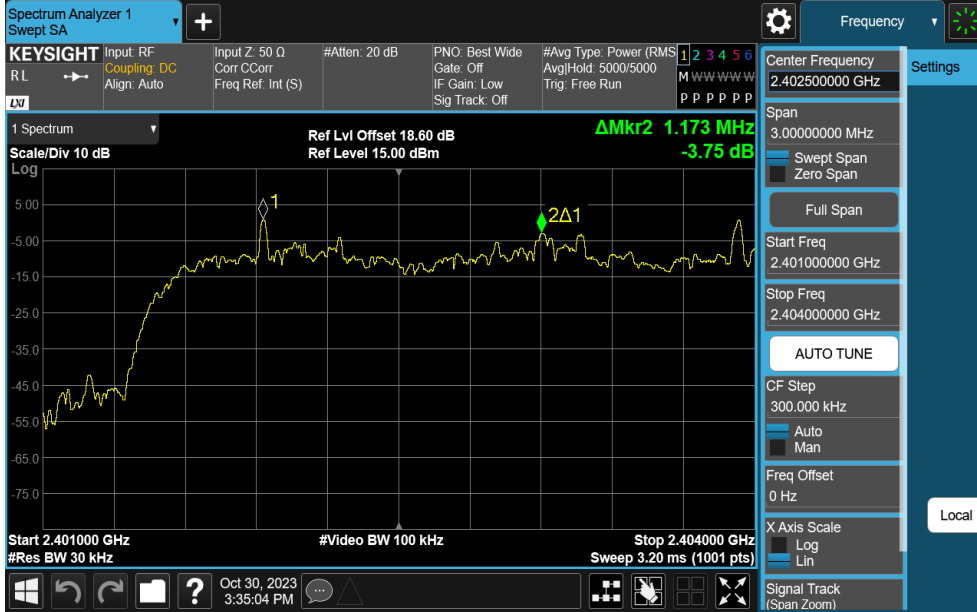 Spectrum Analyzer 1
Swept SA
+
Frequency
KEYSIGHT
R L
LXI
Input: RF
Coupling: DC
Align: Auto
Input Z: 50 Ω
Corr CCorr
Freq Ref: Int (S)
#Atten: 20 dB
PNO: Best Wide
Gate: Off
IF Gain: Low
Sig Track: Off
#Avg Type: Power (RMS
Avg|Hold: 5000/5000
Trig: Free Run
1 2 3 4 5 6
M W W W W W
P P P P P P
1 Spectrum
Scale/Div 10 dB
Log
Ref Lvl Offset 18.60 dB
Ref Level 15.00 dBm
ΔMkr2 1.173 MHz
-3.75 dB
5.00
-5.00
-15.0
-25.0
-35.0
-45.0
-55.0
-65.0
-75.0
1
2Δ1
Start 2.401000 GHz
#Res BW 30 kHz
#Video BW 100 kHz
Stop 2.404000 GHz
Sweep 3.20 ms (1001 pts)
Oct 30, 2023
3:35:04 PM
?
Center Frequency
2.402500000 GHz
Span
3.00000000 MHz
Swept Span
Zero Span
Full Span
Start Freq
2.401000000 GHz
Stop Freq
2.404000000 GHz
AUTO TUNE
CF Step
300.000 kHz
Auto
Man
Freq Offset
0 Hz
X Axis Scale
Log
Lin
Signal Track
(Span Zoom)
Settings
Local